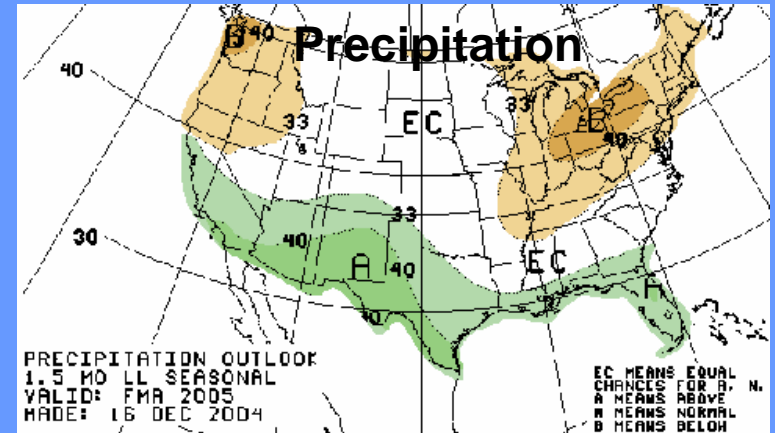 Precipitation
B 40
40
33
33
EC
B
40
33
30
40
A
40
EC
A
40
PRECIPITATION OUTLOOK
1.5 MO LL SEASONAL
VALID: FMA 2005
MADE: 16 DEC 2004
EC MEANS EQUAL
CHANCES FOR A, N,
A MEANS ABOVE
N MEANS NORMAL
B MEANS BELOW